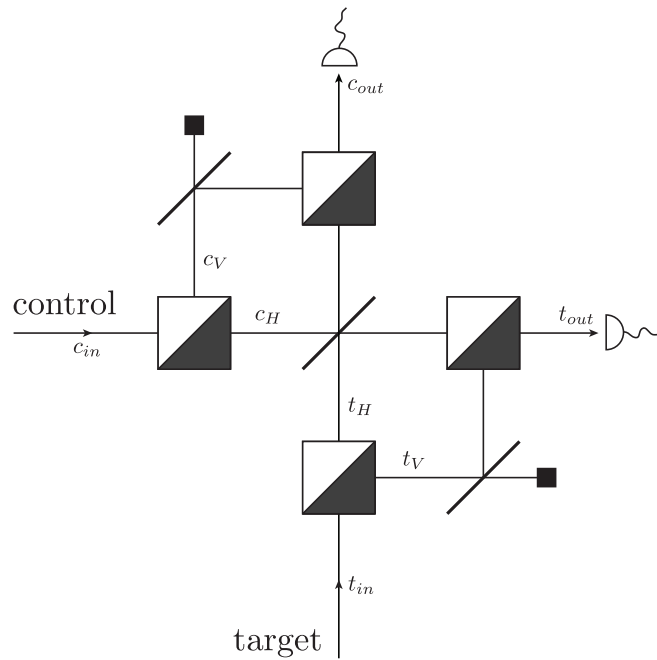 c_out
c_V
control
c_H
t_out
c_in
t_H
t_V
t_in
target